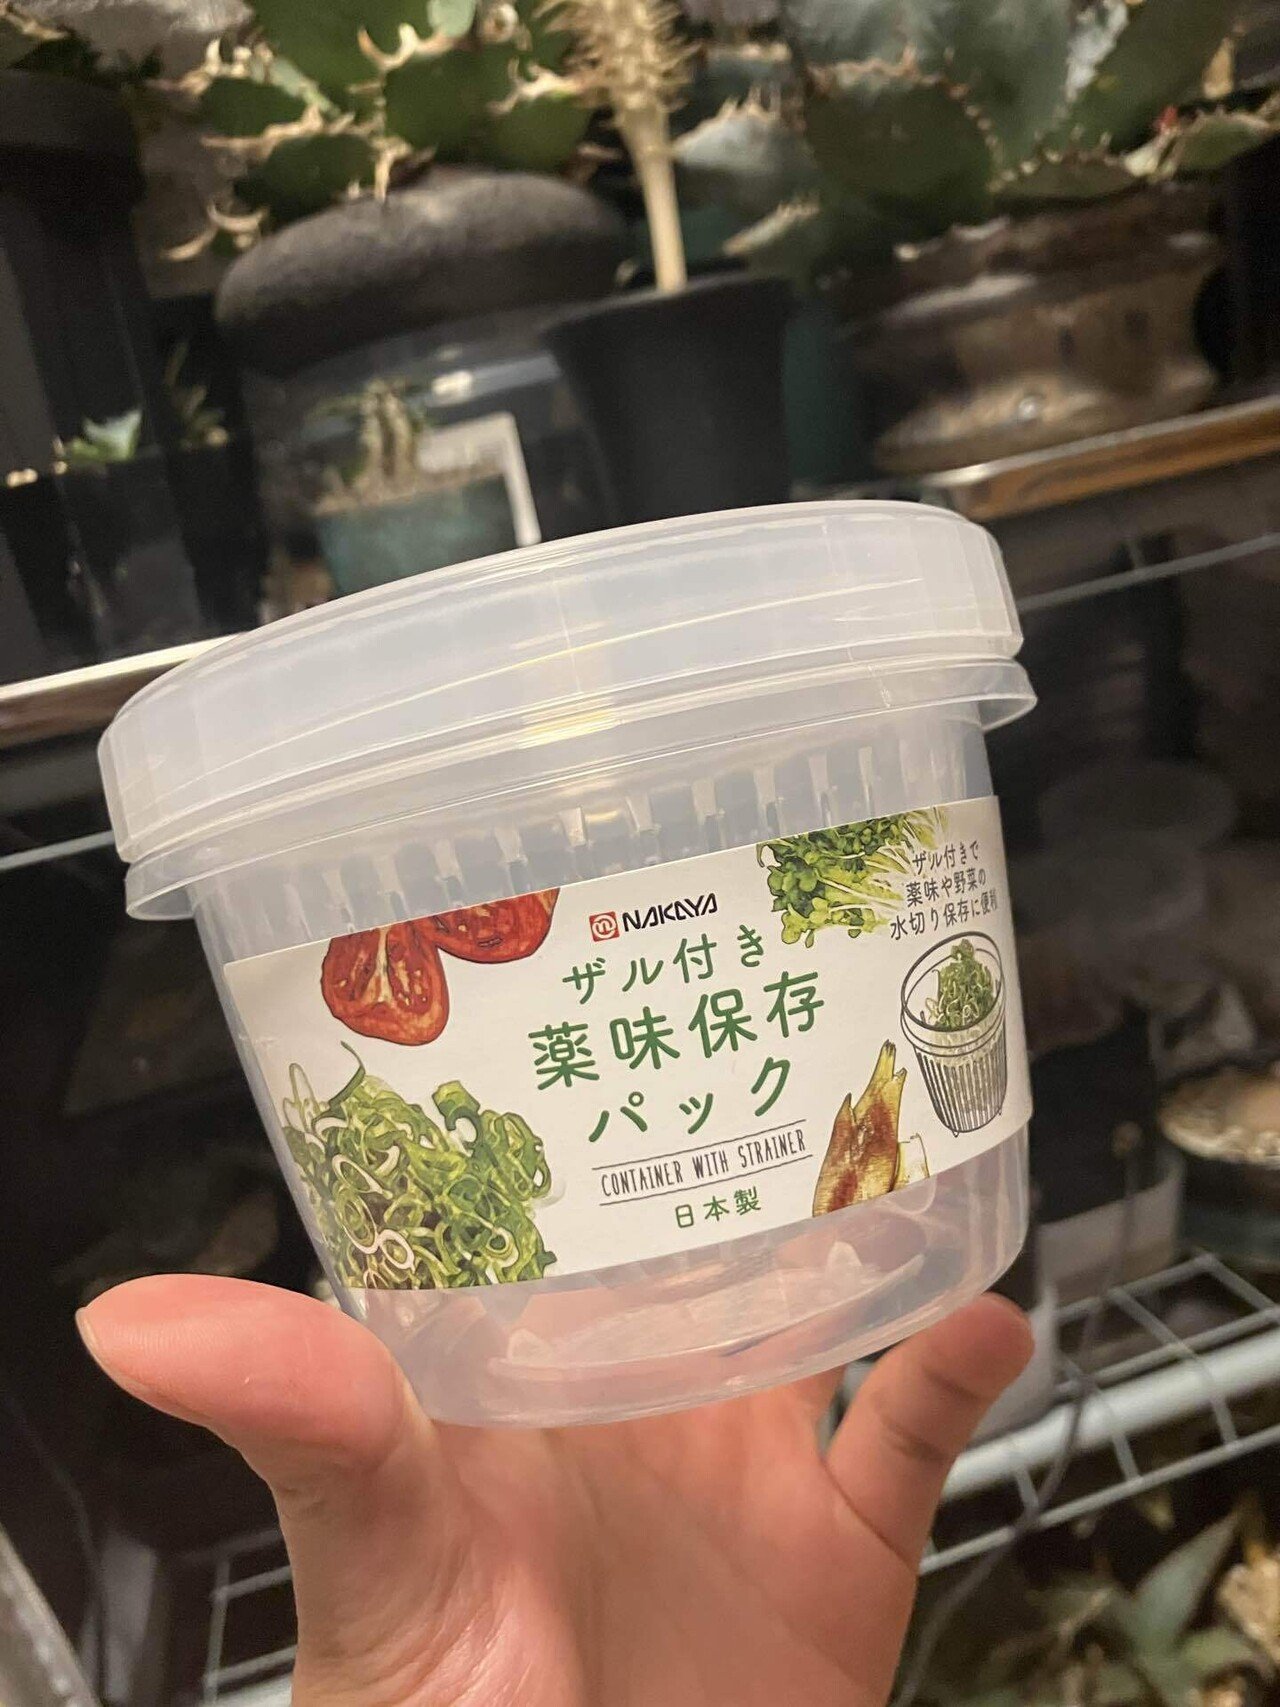 NAKAYA
ザル付き
薬味保存
パック
CONTAINER WITH STRAINER
日本製
ザル付きで
薬味や野菜の
水切り保存に便利